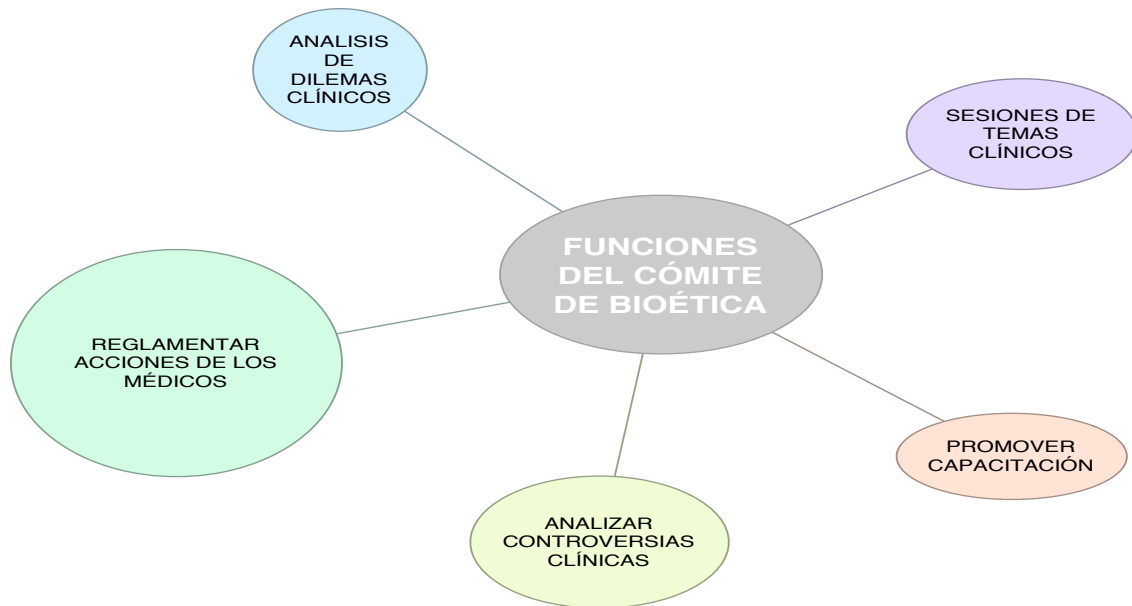 ANALISIS
DE
DILEMAS
CLÍNICOS
SESIONES DE
TEMAS
CLÍNICOS
FUNCIONES
DEL CÓMITE
DE BIOÉTICA
REGLAMENTAR
ACCIONES DE LOS
MÉDICOS
PROMOVER
CAPACITACIÓN
ANALIZAR
CONTROVERSIAS
CLÍNICAS